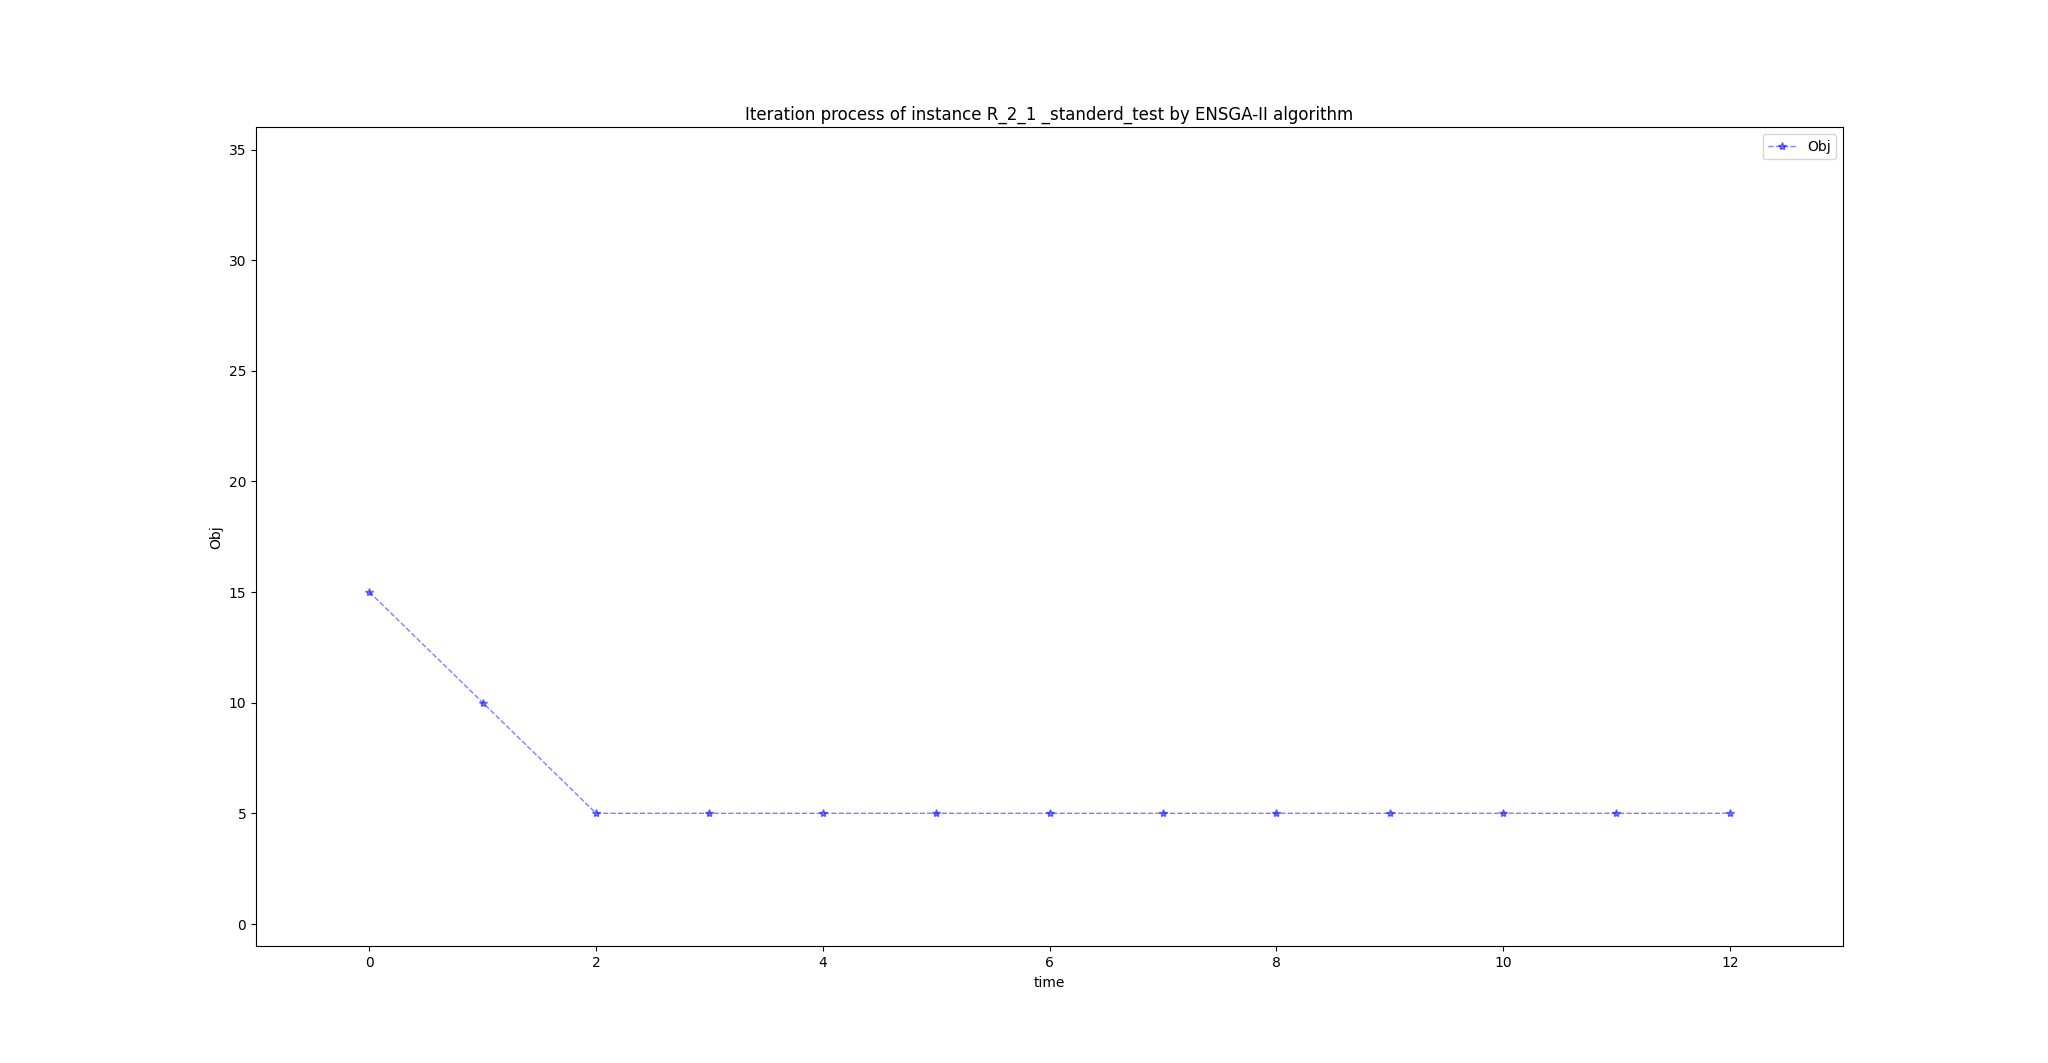 Iteration process of instance R_2_1 _standerd_test by ENSGA-II algorithm
Obj
35
30
25
20
15
10
5
0
Obj
0 2 4 6 8 10 12
time